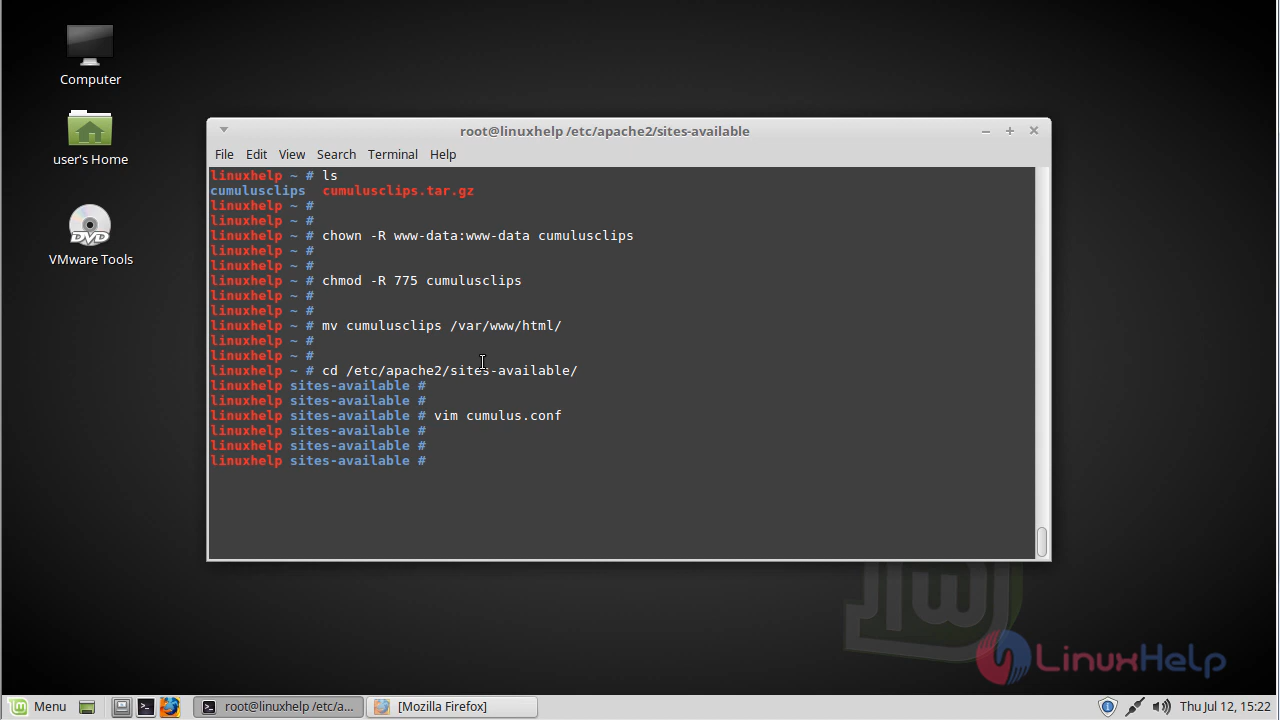 Computer
user's Home
VMware Tools
DVD
root@linuxhelp /etc/apache2/sites-available
File Edit View Search Terminal Help
linuxhelp ~ # ls
cumulusclips cumulusclips.tar.gz
linuxhelp ~ #
linuxhelp ~ #
linuxhelp ~ # chown -R www-data:www-data cumulusclips
linuxhelp ~ #
linuxhelp ~ #
linuxhelp ~ # chmod -R 775 cumulusclips
linuxhelp ~ #
linuxhelp ~ #
linuxhelp ~ # mv cumulusclips /var/www/html/
linuxhelp ~ #
linuxhelp ~ #
linuxhelp ~ # cd /etc/apache2/sites-available/
linuxhelp sites-available #
linuxhelp sites-available #
linuxhelp sites-available # vim cumulus.conf
linuxhelp sites-available #
linuxhelp sites-available #
linuxhelp sites-available #
LinuxHelp
Menu root@linuxhelp /etc/a... [Mozilla Firefox] Thu Jul 12, 15:22